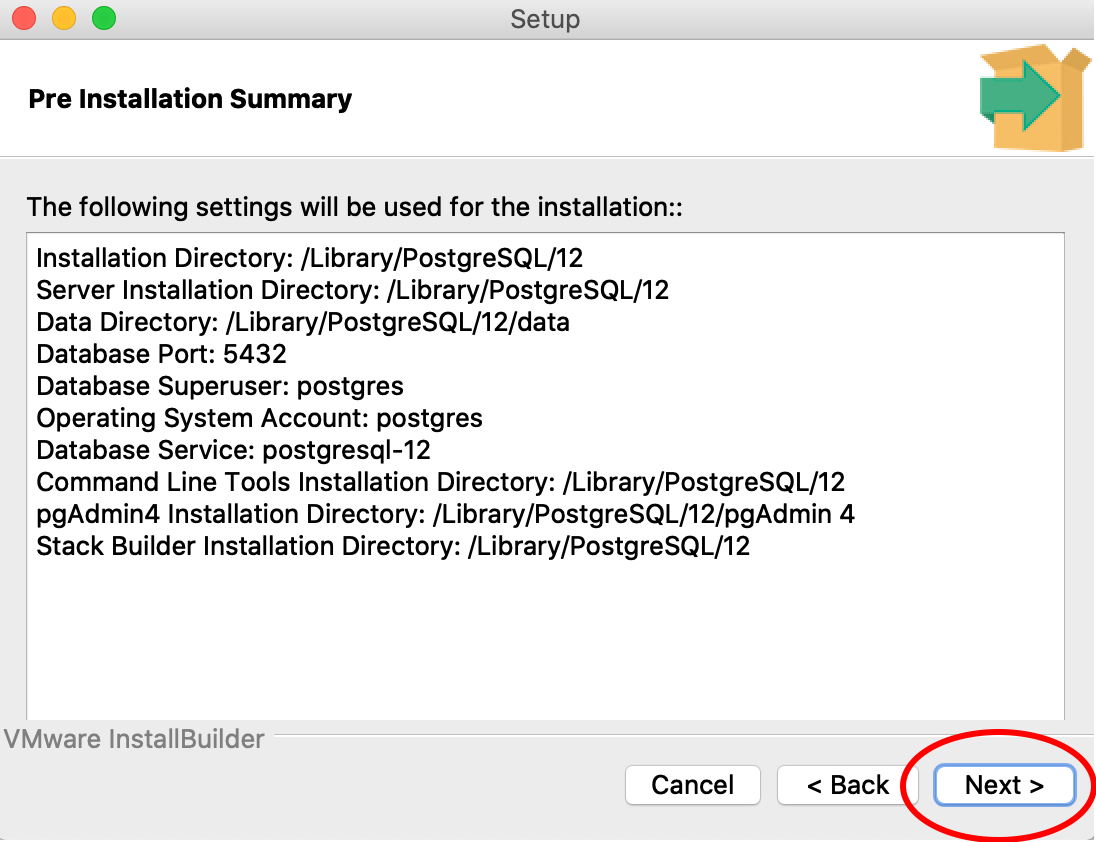 Setup
Pre Installation Summary
The following settings will be used for the installation::
Installation Directory: /Library/PostgreSQL/12
Server Installation Directory: /Library/PostgreSQL/12
Data Directory: /Library/PostgreSQL/12/data
Database Port: 5432
Database Superuser: postgres
Operating System Account: postgres
Database Service: postgresql-12
Command Line Tools Installation Directory: /Library/PostgreSQL/12
pgAdmin4 Installation Directory: /Library/PostgreSQL/12/pgAdmin 4
Stack Builder Installation Directory: /Library/PostgreSQL/12
VMware InstallBuilder
Cancel < Back Next >